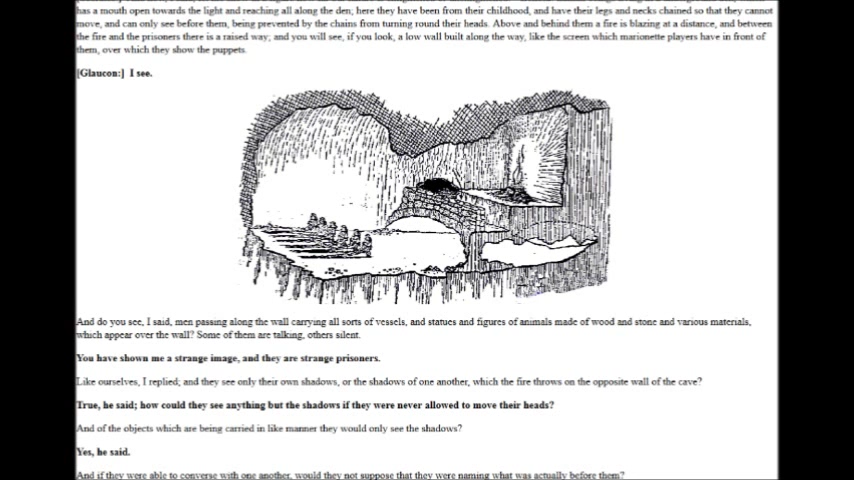 has a mouth open towards the light and reaching all along the den; here they have been from their childhood, and have their legs and necks chained so that they cannot
move, and can only see before them, being prevented by the chains from turning round their heads. Above and behind them a fire is blazing at a distance, and between
the fire and the prisoners there is a raised way; and you will see, if you look, a low wall built along the way, like the screen which marionette players have in front of
them, over which they show the puppets.
[Glaucon:] I see.
And do you see, I said, men passing along the wall carrying all sorts of vessels, and statues and figures of animals made of wood and stone and various materials,
which appear over the wall? Some of them are talking, others silent.
You have shown me a strange image, and they are strange prisoners.
Like ourselves, I replied; and they see only their own shadows, or the shadows of one another, which the fire throws on the opposite wall of the cave?
True, he said; how could they see anything but the shadows if they were never allowed to move their heads?
And of the objects which are being carried in like manner they would only see the shadows?
Yes, he said.
And if they were able to converse with one another, would they not suppose that they were naming what was actually before them?